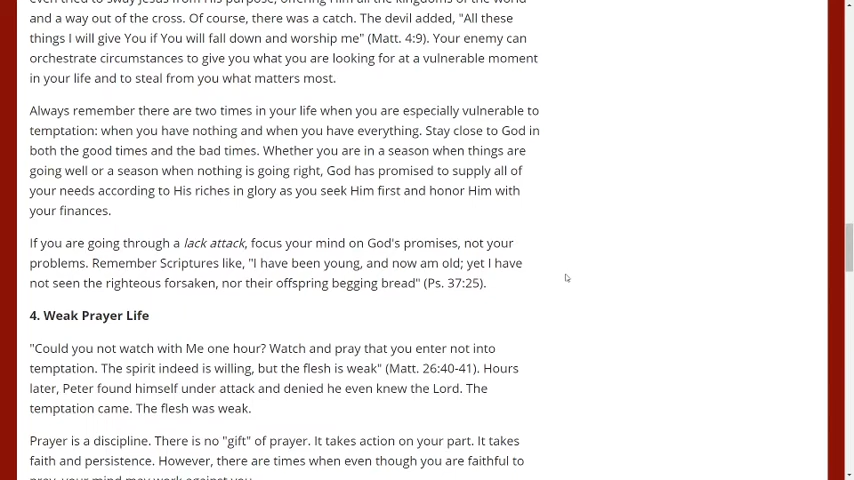 even tried to sway Jesus from His purpose, offering Him all the kingdoms of the world
and a way out of the cross. Of course, there was a catch. The devil added, "All these
things I will give You if You will fall down and worship me" (Matt. 4:9). Your enemy can
orchestrate circumstances to give you what you are looking for at a vulnerable moment
in your life and to steal from you what matters most.
Always remember there are two times in your life when you are especially vulnerable to
temptation: when you have nothing and when you have everything. Stay close to God in
both the good times and the bad times. Whether you are in a season when things are
going well or a season when nothing is going right, God has promised to supply all of
your needs according to His riches in glory as you seek Him first and honor Him with
your finances.
If you are going through a lack attack, focus your mind on God's promises, not your
problems. Remember Scriptures like, "I have been young, and now am old; yet I have
not seen the righteous forsaken, nor their offspring begging bread" (Ps. 37:25).
4. Weak Prayer Life
"Could you not watch with Me one hour? Watch and pray that you enter not into
temptation. The spirit indeed is willing, but the flesh is weak" (Matt. 26:40-41). Hours
later, Peter found himself under attack and denied he even knew the Lord. The
temptation came. The flesh was weak.
Prayer is a discipline. There is no "gift" of prayer. It takes action on your part. It takes
faith and persistence. However, there are times when even though you are faithful to
pray, your mind may work against you.